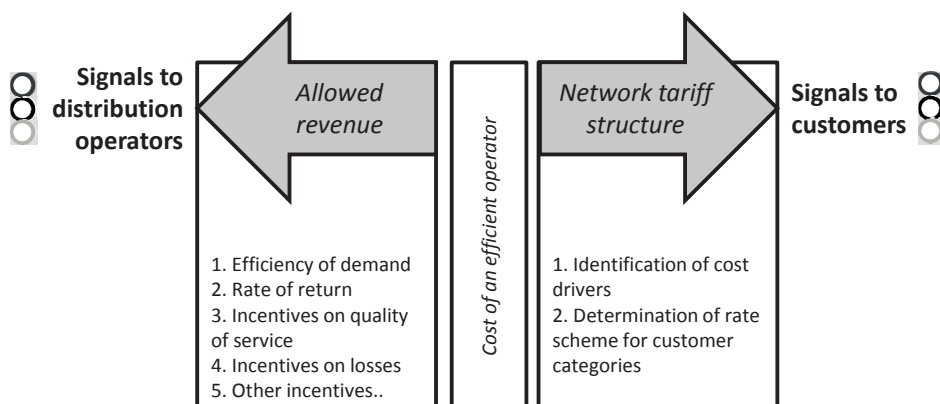 Signals to
distribution
operators
Allowed
revenue
1. Efficiency of demand
2. Rate of return
3. Incentives on quality
of service
4. Incentives on losses
5. Other incentives..
Cost of an efficient operator
Network tariff
structure
1. Identification of cost
drivers
2. Determination of rate
scheme for customer
categories
Signals to
customers